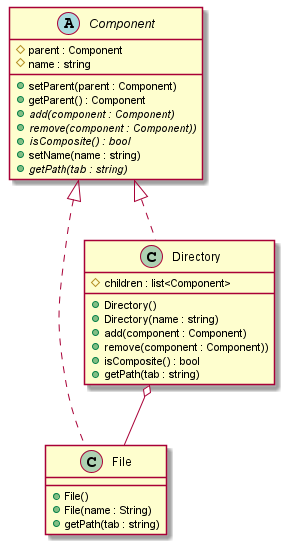 A Component
parent : Component
name : string
setParent(parent : Component)
getParent() : Component
add(component : Component)
remove(component : Component))
isComposite() : bool
setName(name : string)
getPath(tab : string)
C Directory
children : list<Component>
Directory()
Directory(name : string)
add(component : Component)
remove(component : Component))
isComposite() : bool
getPath(tab : string)
C File
File()
File(name : String)
getPath(tab : string)